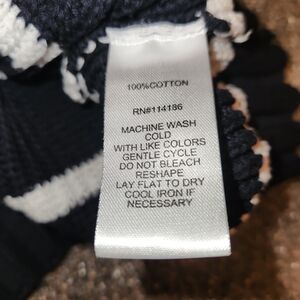 100%COTTON
RN#114186
MACHINE WASH
COLD
WITH LIKE COLORS
GENTLE CYCLE
DO NOT BLEACH
RESHAPE
LAY FLAT TO DRY
COOL IRON IF
NECESSARY